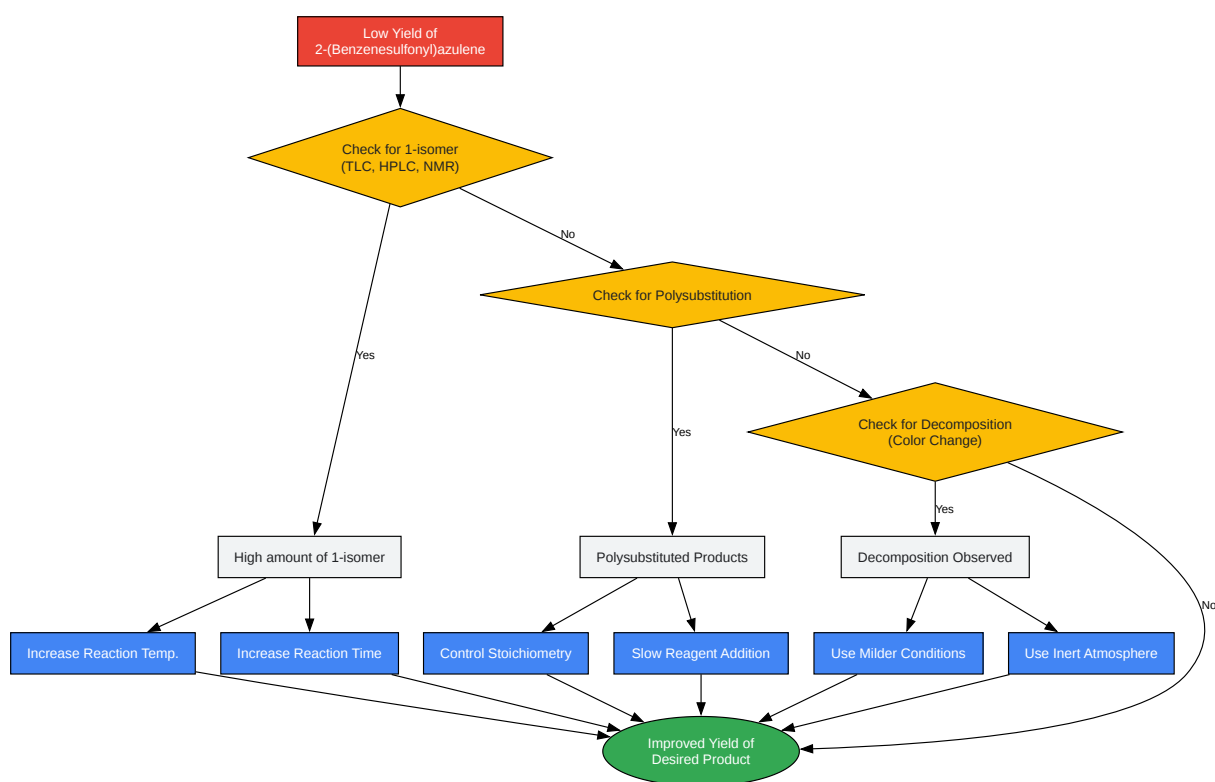 Low Yield of
2-(Benzenesulfonyl)azulene
Check for 1-isomer
(TLC, HPLC, NMR)
No
Check for Polysubstitution
Yes
No
Check for Decomposition
(Color Change)
Yes
Yes
High amount of 1-isomer
Polysubstituted Products
Decomposition Observed
No
Increase Reaction Temp.
Increase Reaction Time
Control Stoichiometry
Slow Reagent Addition
Use Milder Conditions
Use Inert Atmosphere
Improved Yield of
Desired Product